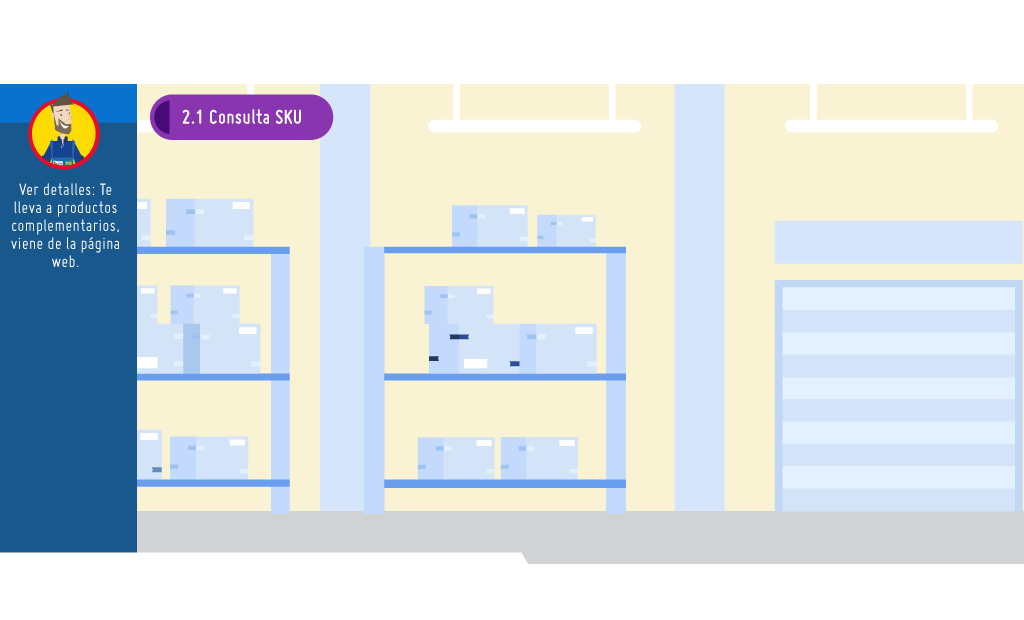 2.1 Consulta SKU
Ver detalles: Te
lleva a productos
complementarios,
viene de la página
web.